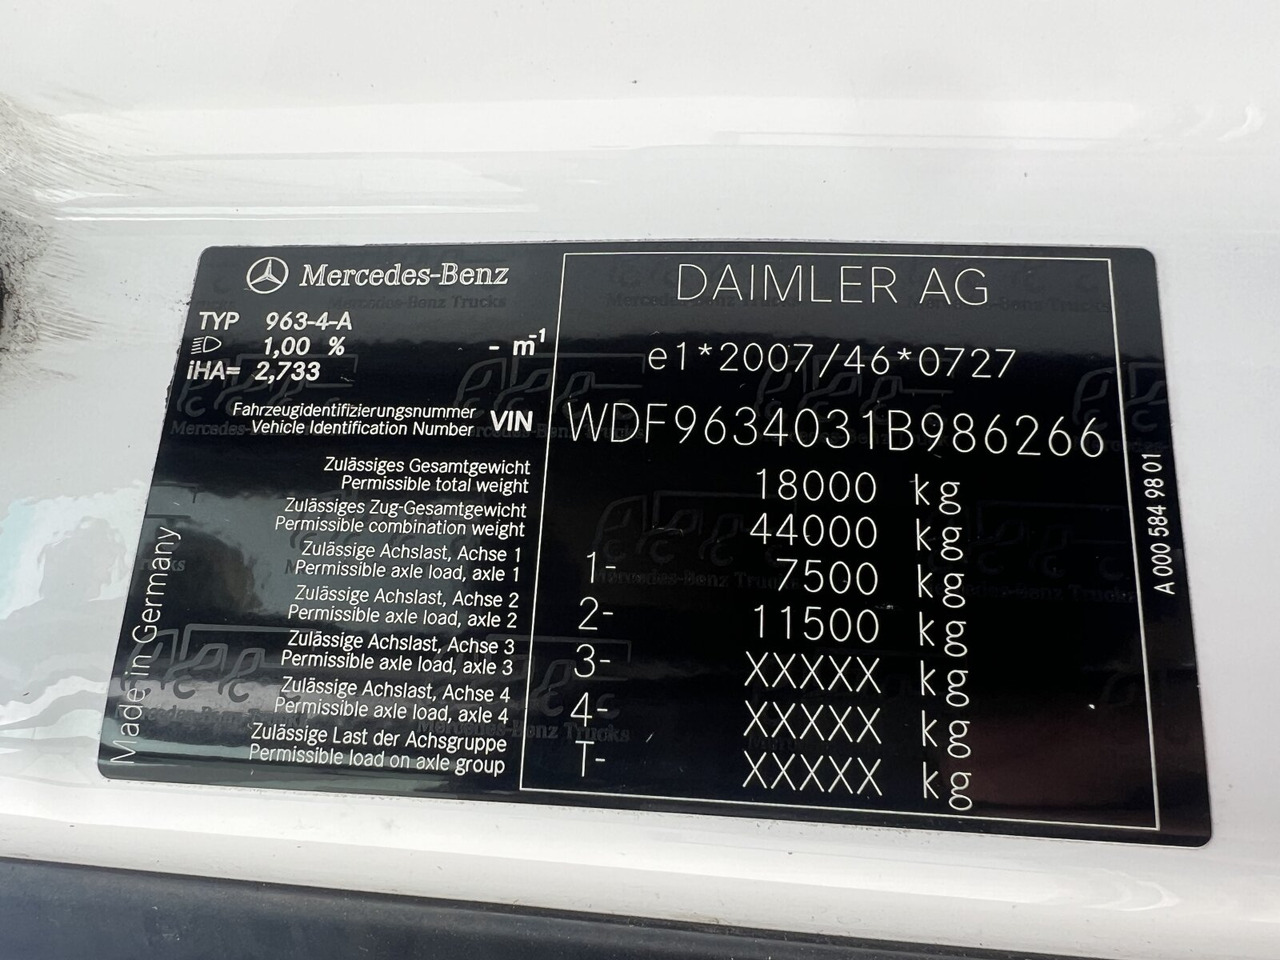 Mercedes-Benz
TYP 963-4-A
1,00 % - m-1
iHA= 2,733
DAIMLER AG
e1*2007/46*0727
Fahrzeugidentifizierungsnummer
Vehicle Identification Number
VIN WDF9634031B986266
Zulässiges Gesamtgewicht
Permissible total weight
18000 kg
Zulässiges Zug-Gesamtgewicht
Permissible combination weight
44000 kg
Zulässige Achslast, Achse 1
Permissible axle load, axle 1
1- 7500 kg
Zulässige Achslast, Achse 2
Permissible axle load, axle 2
2- 11500 kg
Zulässige Achslast, Achse 3
Permissible axle load, axle 3
3- XXXXX kg
Zulässige Achslast, Achse 4
Permissible axle load, axle 4
4- XXXXX kg
Zulässige Last der Achsgruppe
Permissible load on axle group
T- XXXXX kg
Made in Germany
A 000 584 98 01
Mercedes-Benz Trucks